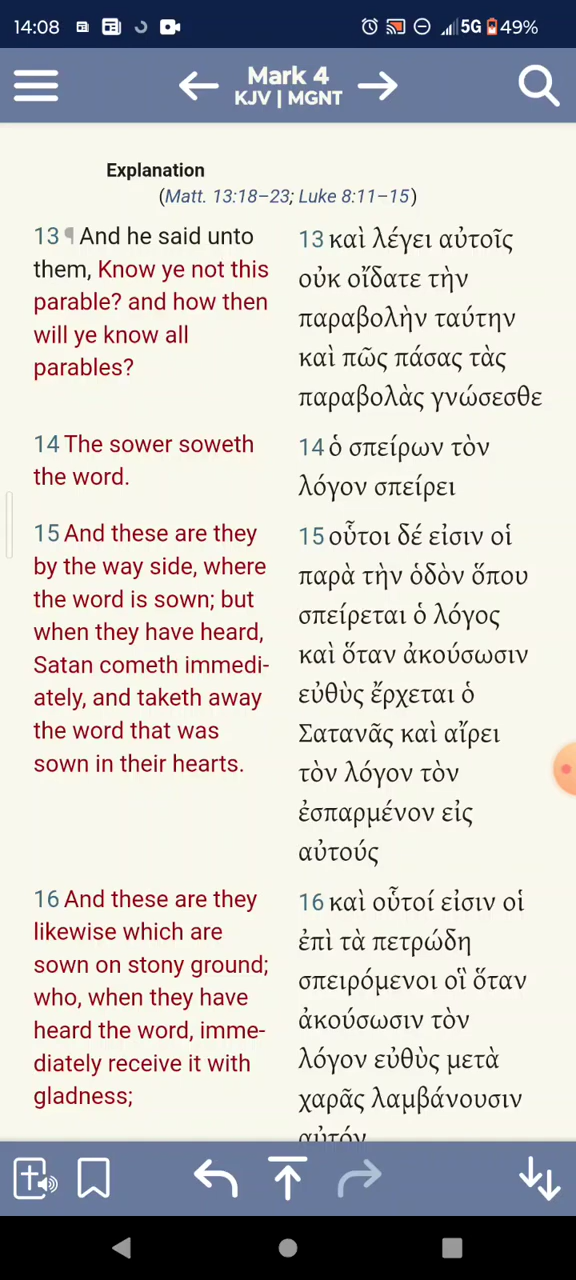 14:08
5G 49%
Mark 4
KJV | MGNT
Explanation
(Matt. 13:18–23; Luke 8:11–15)
13 ¶ And he said unto
them, Know ye not this
parable? and how then
will ye know all
parables?
13 καὶ λέγει αὐτοῖς
οὐκ οἴδατε τὴν
παραβολὴν ταύτην
καὶ πῶς πάσας τὰς
παραβολὰς γνώσεσθε
14 The sower soweth
the word.
14 ὁ σπείρων τὸν
λόγον σπείρει
15 And these are they
by the way side, where
the word is sown; but
when they have heard,
Satan cometh immedi-
ately, and taketh away
the word that was
sown in their hearts.
15 οὗτοι δέ εἰσιν οἱ
παρὰ τὴν ὁδὸν ὅπου
σπείρεται ὁ λόγος
καὶ ὅταν ἀκούσωσιν
εὐθὺς ἔρχεται ὁ
Σατανᾶς καὶ αἴρει
τὸν λόγον τὸν
ἐσπαρμένον εἰς
αὐτούς
16 And these are they
likewise which are
sown on stony ground;
who, when they have
heard the word, imme-
diately receive it with
gladness;
16 καὶ οὗτοί εἰσιν οἱ
ἐπὶ τὰ πετρώδη
σπειρόμενοι οἳ ὅταν
ἀκούσωσιν τὸν
λόγον εὐθὺς μετὰ
χαρᾶς λαμβάνουσιν
αὐτόν